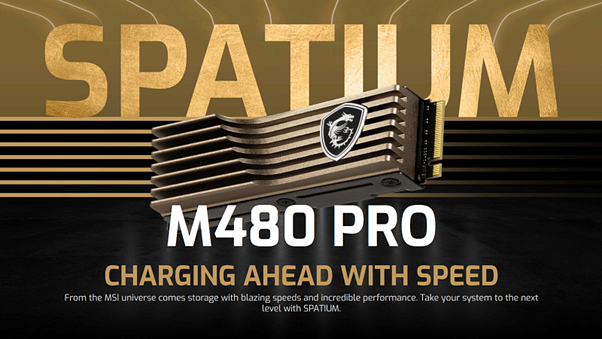 SPATIUM
M480 PRO
CHARGING AHEAD WITH SPEED
From the MSI universe comes storage with blazing speeds and incredible performance. Take your system to the next
level with SPATIUM.